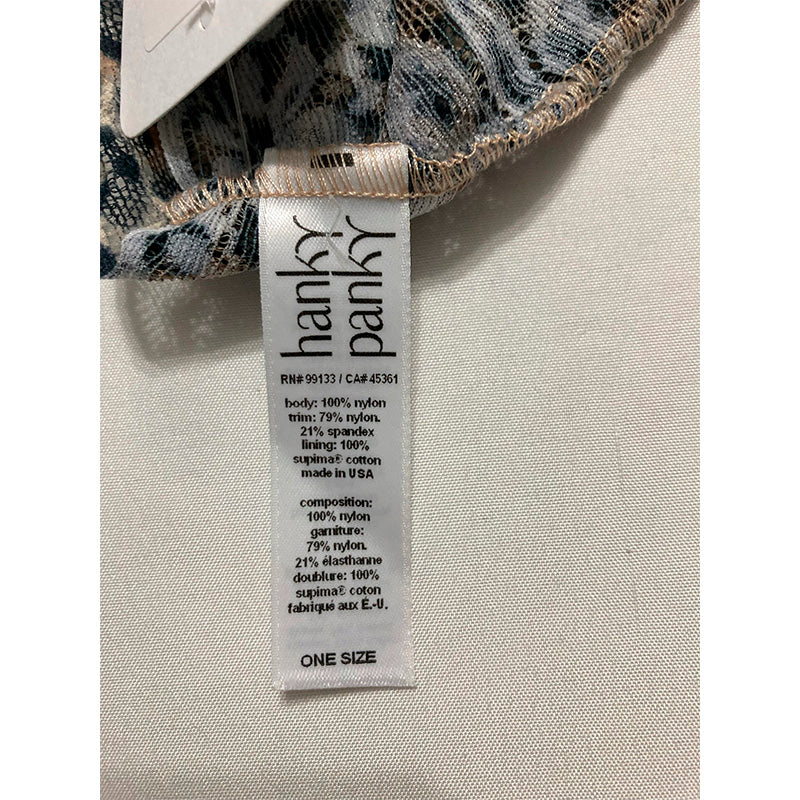 hanky
panky
RN# 99133 / CA# 45361
body: 100% nylon
trim: 79% nylon.
21% spandex
lining: 100%
supima® cotton
made in USA
composition:
100% nylon
garniture:
79% nylon.
21% élasthanne
doublure: 100%
supima® coton
fabriqué aux É.-U.
ONE SIZE